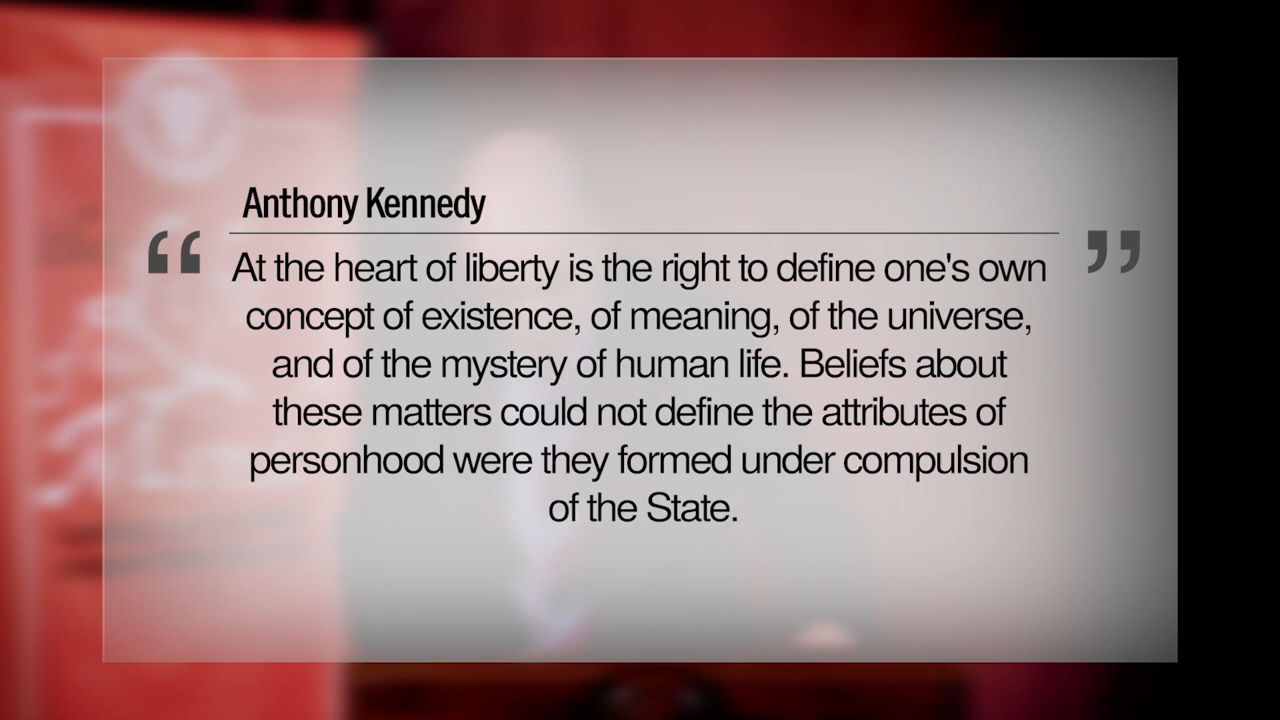 Anthony Kennedy
“ At the heart of liberty is the right to define one's own ”
concept of existence, of meaning, of the universe,
and of the mystery of human life. Beliefs about
these matters could not define the attributes of
personhood were they formed under compulsion
of the State.